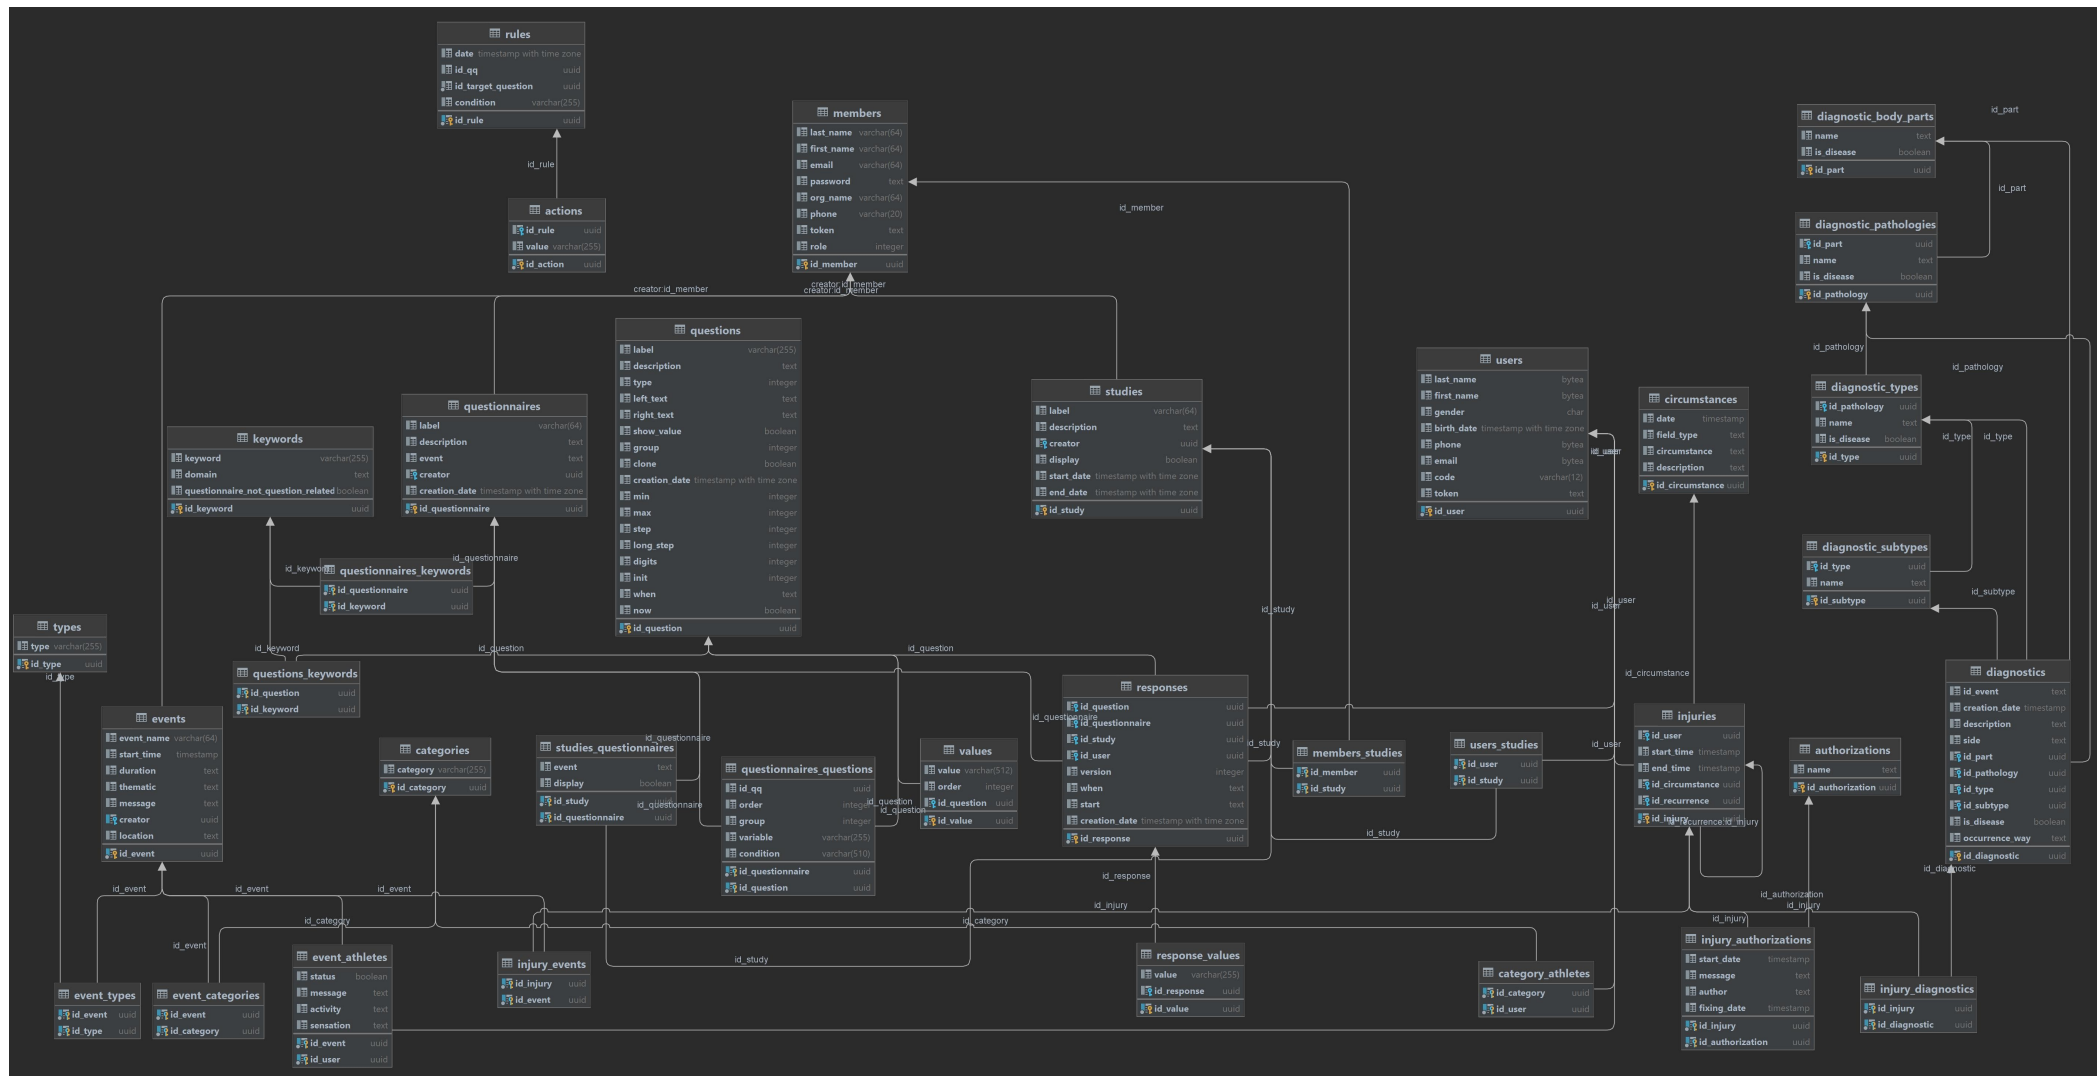 rules
date timestamp with time zone
id_qq uuid
id_target_question uuid
condition varchar(255)
id_rule uuid
id_rule
actions
id_rule uuid
value varchar(255)
id_action uuid
members
last_name varchar(64)
first_name varchar(64)
email varchar(64)
password text
org_name varchar(64)
phone varchar(20)
token text
role integer
id_member uuid
creator:id_member
creator:id_member
creator:id_member
id_member
diagnostic_body_parts
name text
is_disease boolean
id_part uuid
id_part
id_part
diagnostic_pathologies
id_part uuid
name text
is_disease boolean
id_pathology uuid
id_pathology
id_pathology
diagnostic_types
id_pathology uuid
name text
is_disease boolean
id_type uuid
id_type
id_type
diagnostic_subtypes
id_type uuid
name text
id_subtype uuid
id_subtype
questions
label varchar(255)
description text
type integer
left_text text
right_text text
show_value boolean
group integer
clone boolean
creation_date timestamp with time zone
min integer
max integer
step integer
long_step integer
digits integer
init integer
when text
now boolean
id_question uuid
questionnaires
label varchar(64)
description text
event text
creator uuid
creation_date timestamp with time zone
id_questionnaire uuid
keywords
keyword varchar(255)
domain text
questionnaire_not_question_related boolean
id_keyword uuid
studies
label varchar(64)
description text
creator uuid
display boolean
start_date timestamp with time zone
end_date timestamp with time zone
id_study uuid
users
last_name bytea
first_name bytea
gender char
birth_date timestamp with time zone
phone bytea
email bytea
code varchar(12)
token text
id_user uuid
id_user
circumstances
date timestamp
field_type text
circumstance text
description text
id_circumstance uuid
id_questionnaire
id_keyword
questionnaires_keywords
id_questionnaire uuid
id_keyword uuid
types
type varchar(255)
id_type uuid
id_type
id_keyword
id_question
id_question
id_study
id_user
id_user
questions_keywords
id_question uuid
id_keyword uuid
id_circumstance
events
event_name varchar(64)
start_time timestamp
duration text
thematic text
message text
creator uuid
location text
id_event uuid
categories
category varchar(255)
id_category uuid
studies_questionnaires
event text
display boolean
id_study uuid
id_questionnaire uuid
id_questionnaire
id_questionnaire
questionnaires_questions
id_qq uuid
order integer
group integer
variable varchar(255)
condition varchar(510)
id_questionnaire uuid
id_question uuid
id_question
id_question
values
value varchar(512)
order integer
id_question uuid
id_value uuid
responses
id_question uuid
id_questionnaire uuid
id_study uuid
id_user uuid
version integer
when text
start text
creation_date timestamp with time zone
id_response uuid
id_questionnaire
id_study
members_studies
id_member uuid
id_study uuid
users_studies
id_user uuid
id_study uuid
id_user
id_study
injuries
id_user uuid
start_time timestamp
end_time timestamp
id_circumstance uuid
id_recurrence uuid
id_injury uuid
id_recurrence:id_injury
authorizations
name text
id_authorization uuid
diagnostics
id_event text
creation_date timestamp
description text
side text
id_part uuid
id_pathology uuid
id_type uuid
id_subtype uuid
is_disease boolean
occurrence_way text
id_diagnostic uuid
id_diagnostic
id_response
id_event
id_event
id_event
id_category
id_injury
id_category
id_authorization
id_injury
id_injury
id_event
id_study
event_types
id_event uuid
id_type uuid
event_categories
id_event uuid
id_category uuid
event_athletes
status boolean
message text
activity text
sensation text
id_event uuid
id_user uuid
injury_events
id_injury uuid
id_event uuid
response_values
value varchar(255)
id_response uuid
id_value uuid
category_athletes
id_category uuid
id_user uuid
injury_authorizations
start_date timestamp
message text
author text
fixing_date timestamp
id_injury uuid
id_authorization uuid
injury_diagnostics
id_injury uuid
id_diagnostic uuid